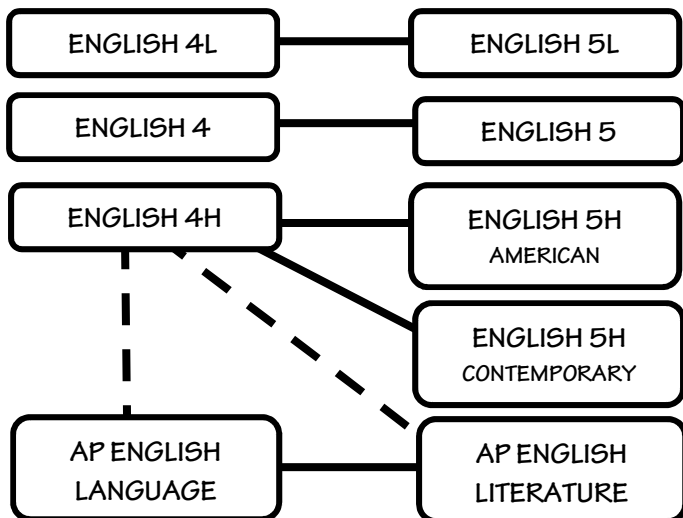 ENGLISH 4L
ENGLISH 5L
ENGLISH 4
ENGLISH 5
ENGLISH 4H
ENGLISH 5H
AMERICAN
ENGLISH 5H
CONTEMPORARY
AP ENGLISH
LANGUAGE
AP ENGLISH
LITERATURE